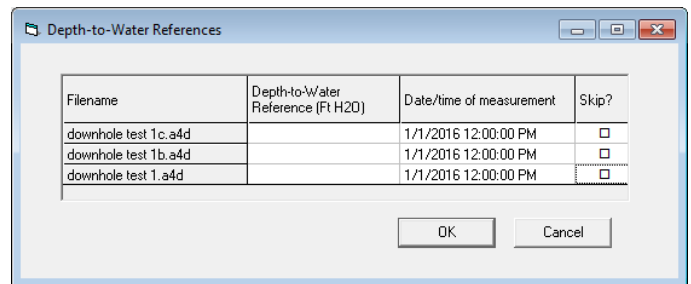 Depth-to-Water References
Filename
Depth-to-Water
Reference (Ft H2O)
Date/time of measurement
Skip?
downhole test 1c.a4d
1/1/2016 12:00:00 PM
downhole test 1b.a4d
1/1/2016 12:00:00 PM
downhole test 1.a4d
1/1/2016 12:00:00 PM
OK
Cancel